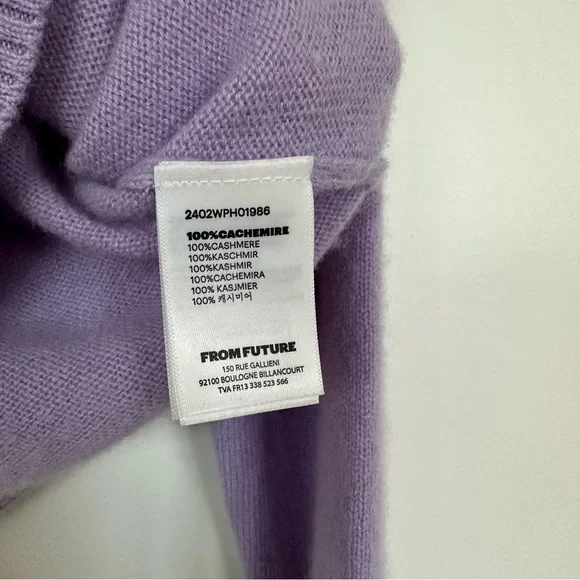 2402WPH01986
100%CACHEMIRE
100%CASHMERE
100%KASCHMIR
100%KASHMIR
100%CACHEMIRA
100% KASJMIER
100% 캐시미어
FROM FUTURE
150 RUE GALLIENI
92100 BOULOGNE BILLANCOURT
TVA FR13 338 523 566